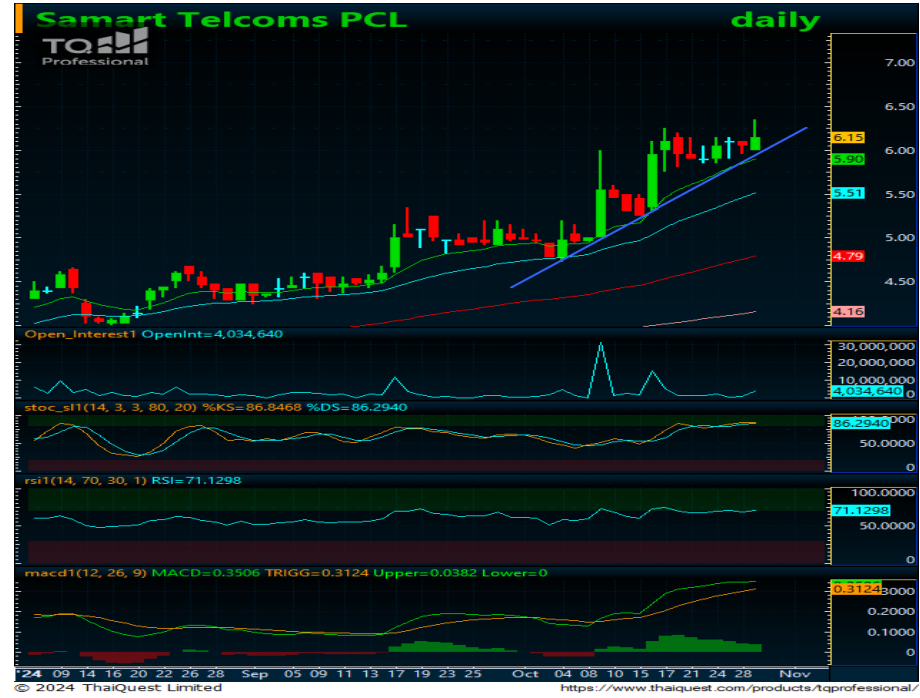 Samart Telcoms PCL daily
TQ
Professional
7.00
6.50
6.15
6.00
5.90
5.51
5.50
5.00
4.79
4.50
4.16
Open_Interest1 OpenInt=4,034,640
30,000,000
20,000,000
10,000,000
4,034,640 0
stoc_sl1(14, 3, 3, 80, 20) %KS=86.8468 %DS=86.2940
86.2940
50.0000
0
rsi1(14, 70, 30, 1) RSI=71.1298
100.0000
71.1298
50.0000
0
macd1(12, 26, 9) MACD=0.3506 TRIGG=0.3124 Upper=0.0382 Lower=0
0.3124
0.2000
0.1000
0
'24 09 14 16 20 22 26 28 Sep 05 09 11 13 17 19 23 25 Oct 04 08 10 15 17 21 24 28 Nov
© 2024 ThaiQuest Limited https://www.thaiquest.com/products/tqprofessional/